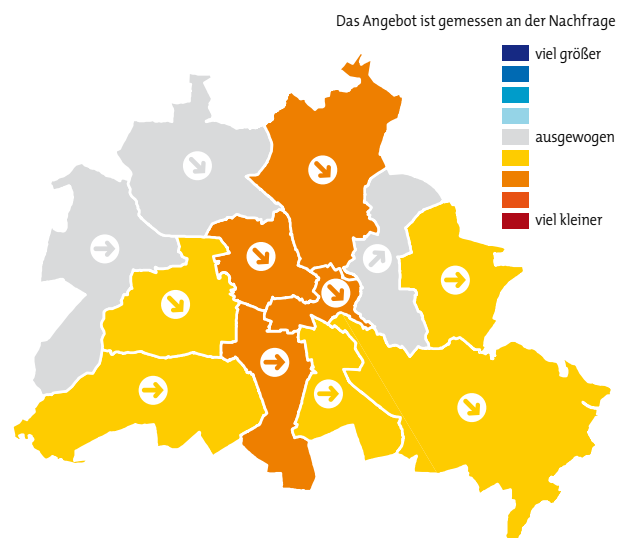 Das Angebot ist gemessen an der Nachfrage
viel größer
ausgewogen
viel kleiner